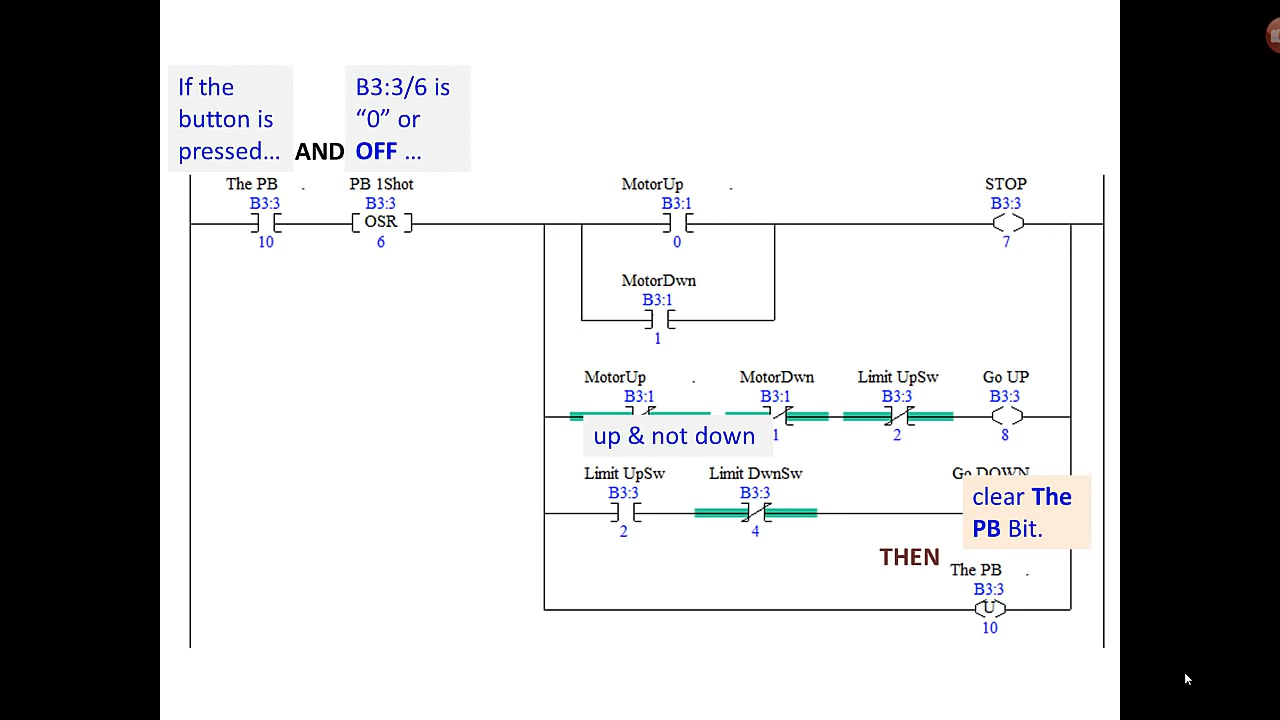 If the
button is
pressed...
AND
B3:3/6 is
“0” or
OFF ...
The PB .
B3:3
10
PB 1Shot
B3:3
OSR
6
MotorUp .
B3:1
0
STOP
B3:3
7
MotorDwn
B3:1
1
MotorUp .
B3:1
MotorDwn
B3:1
1
Limit UpSw
B3:3
2
Go UP
B3:3
8
up & not down
Limit UpSw
B3:3
2
Limit DwnSw
B3:3
4
Go DOWN
clear The
PB Bit.
THEN
The PB .
B3:3
U
10